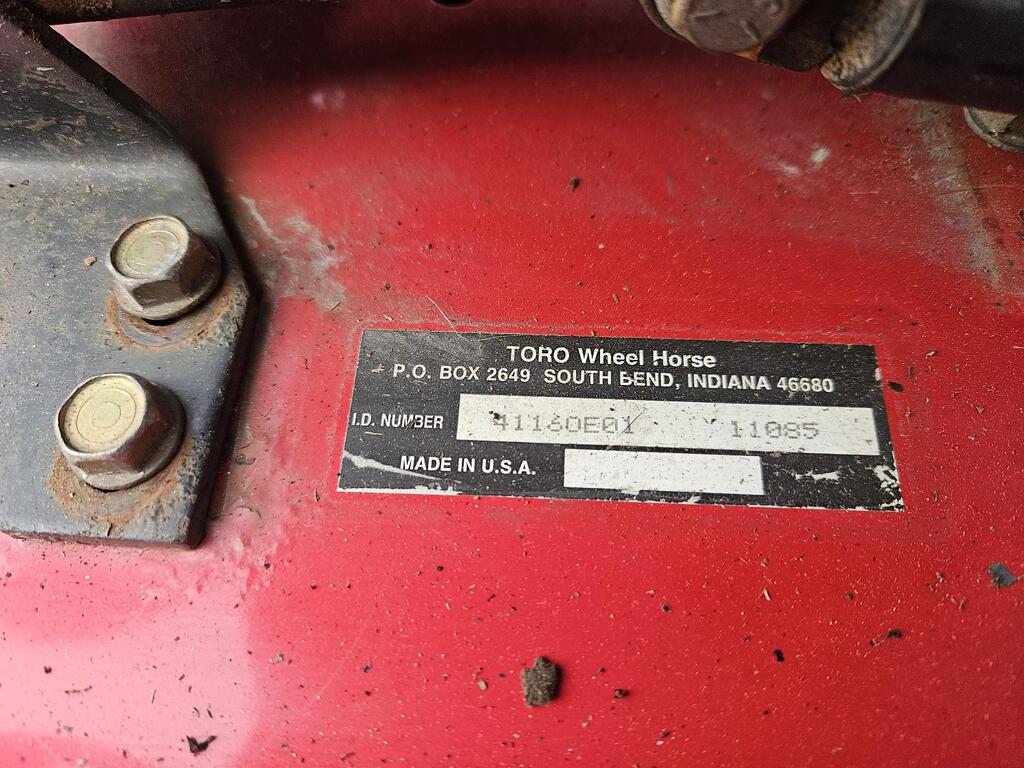 TORO Wheel Horse
P.O. BOX 2649 SOUTH BEND, INDIANA 46680
I.D. NUMBER 41160E01 11085
MADE IN U.S.A.